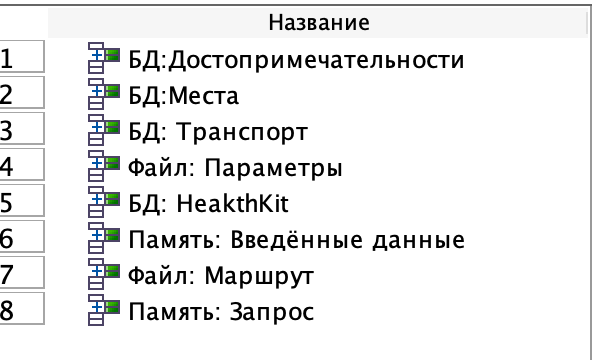 Название
1 БД:Достопримечательности
2 БД:Места
3 БД: Транспорт
4 Файл: Параметры
5 БД: HeakthKit
6 Память: Введённые данные
7 Файл: Маршрут
8 Память: Запрос